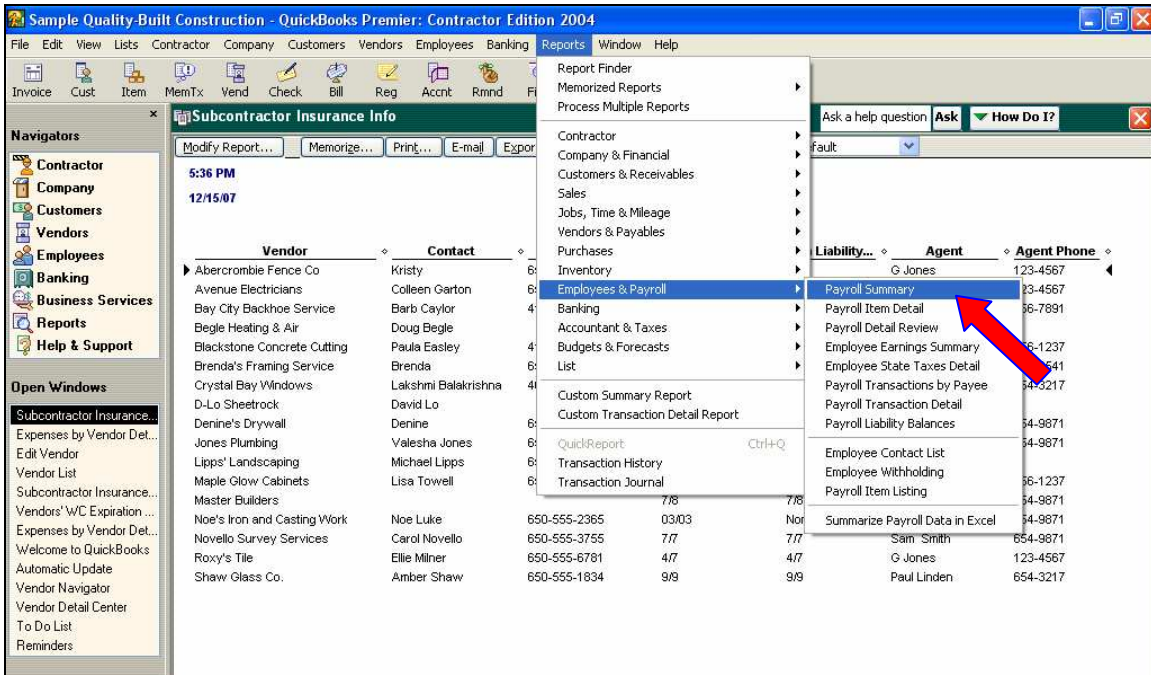 Sample Quality-Built Construction - QuickBooks Premier: Contractor Edition 2004
File Edit View Lists Contractor Company Customers Vendors Employees Banking Reports Window Help
Invoice Cust Item MemTx Vend Check Bill Reg Accnt Rmnd
Ask a help question Ask How Do I?
Subcontractor Insurance Info
Modify Report... Memorize... Print... E-mail
5:36 PM
12/15/07
Vendor Contact Liability... Agent Agent Phone
Abercrombie Fence Co Kristy G Jones 123-4567
Avenue Electricians Colleen Garton
Bay City Backhoe Service Barb Caylor
Begle Heating & Air Doug Begle
Blackstone Concrete Cutting Paula Easley
Brenda's Framing Service Brenda
Crystal Bay Windows Lakshmi Balakrishna
D-Lo Sheetrock David Lo
Denine's Drywall Denine
Jones Plumbing Valesha Jones
Lipps' Landscaping Michael Lipps
Maple Glow Cabinets Lisa Towell
Master Builders 7/8 7/8
Noe's Iron and Casting Work Noe Luke 650-555-2365 03/03
Novello Survey Services Carol Novello 650-555-3755 7/7 7/7 Sam Smith 654-9871
Roxy's Tile Ellie Milner 650-555-6781 4/7 4/7 G Jones 123-4567
Shaw Glass Co. Amber Shaw 650-555-1834 9/9 9/9 Paul Linden 654-3217
Navigators
Contractor
Company
Customers
Vendors
Employees
Banking
Business Services
Reports
Help & Support
Open Windows
Subcontractor Insurance...
Expenses by Vendor Det...
Edit Vendor
Vendor List
Subcontractor Insurance...
Vendors' WC Expiration ...
Expenses by Vendor Det...
Welcome to QuickBooks
Automatic Update
Vendor Navigator
Vendor Detail Center
To Do List
Reminders
Report Finder
Memorized Reports
Process Multiple Reports
Contractor
Company & Financial
Customers & Receivables
Sales
Jobs, Time & Mileage
Vendors & Payables
Purchases
Inventory
Employees & Payroll
Banking
Accountant & Taxes
Budgets & Forecasts
List
Custom Summary Report
Custom Transaction Detail Report
QuickReport Ctrl+Q
Transaction History
Transaction Journal
Payroll Summary
Payroll Item Detail
Payroll Detail Review
Employee Earnings Summary
Employee State Taxes Detail
Payroll Transactions by Payee
Payroll Transaction Detail
Payroll Liability Balances
Employee Contact List
Employee Withholding
Payroll Item Listing
Summarize Payroll Data in Excel